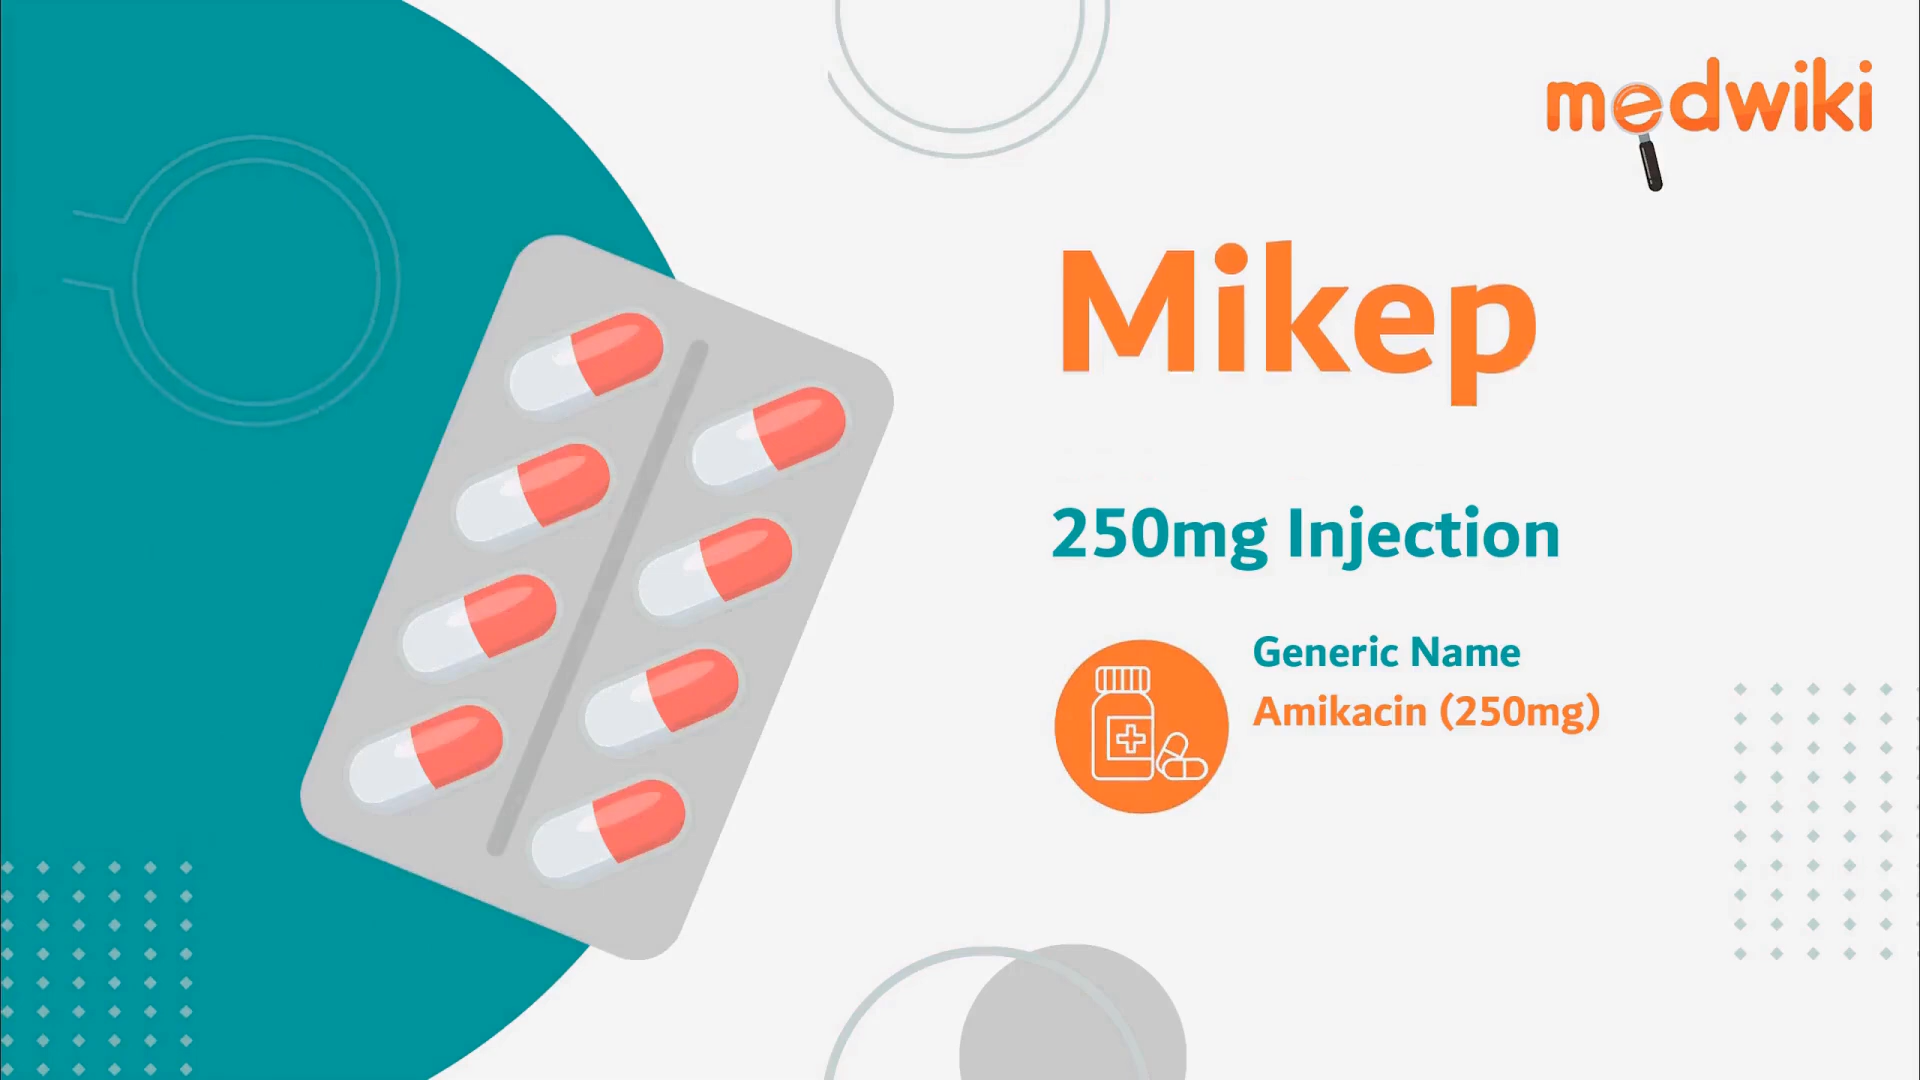 medwiki
Mikep
250mg Injection
Generic Name
Amikacin (250mg)